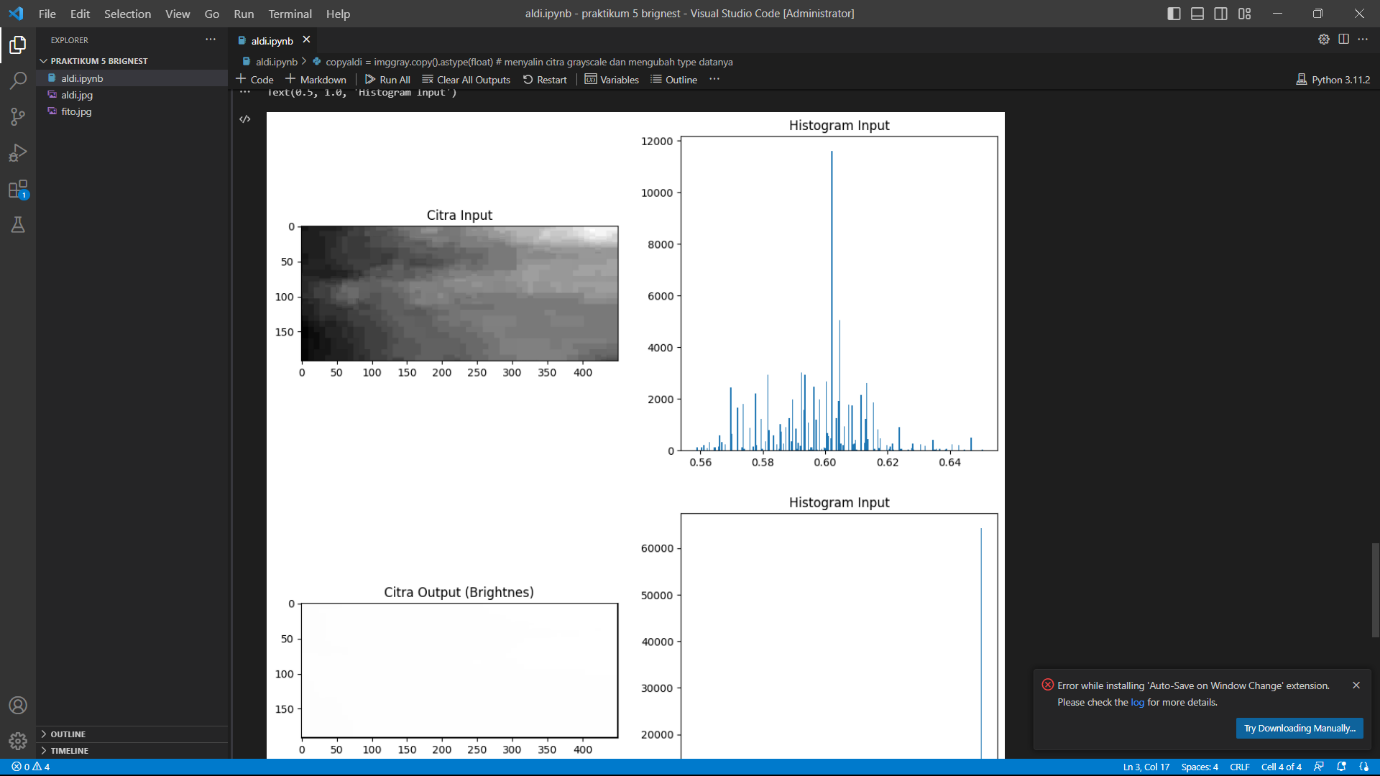 File Edit Selection View Go Run Terminal Help
aldi.ipynb - praktikum 5 brignest - Visual Studio Code [Administrator]
EXPLORER
PRAKTIKUM 5 BRIGNEST
aldi.ipynb
aldi.jpg
fito.jpg
1
OUTLINE
TIMELINE
aldi.ipynb
aldi.ipynb > copyaldi = imggray.copy().astype(float) # menyalin citra grayscale dan mengubah type datanya
+ Code + Markdown Run All Clear All Outputs Restart Variables Outline ...
Python 3.11.2
Text(0.5, 1.0, 'Histogram Input')
Histogram Input
12000
10000
8000
6000
4000
2000
0
0.56 0.58 0.60 0.62 0.64
Citra Input
0
50
100
150
0 50 100 150 200 250 300 350 400
Histogram Input
60000
50000
40000
30000
20000
Citra Output (Brightnes)
0
50
100
150
0 50 100 150 200 250 300 350 400
Error while installing 'Auto-Save on Window Change' extension.
Please check the log for more details.
Try Downloading Manually...
0 4
Ln 3, Col 17 Spaces: 4 CRLF Cell 4 of 4